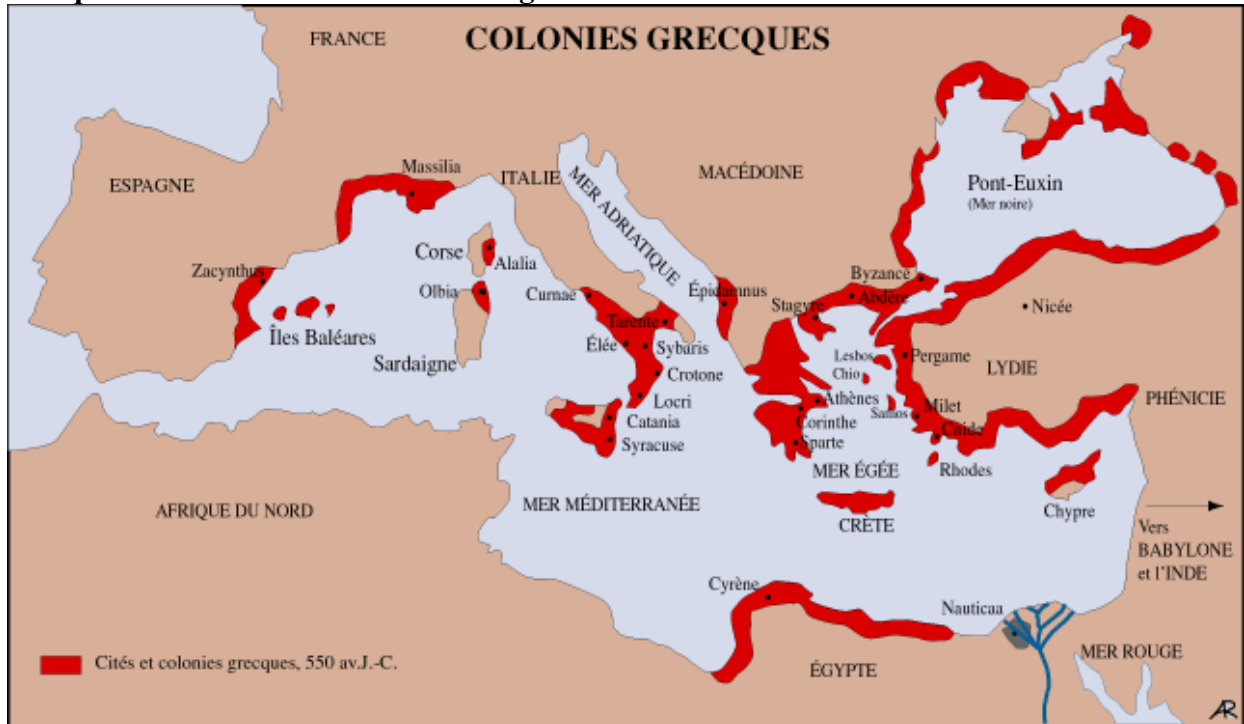 COLONIES GRECQUES
FRANCE
ESPAGNE
Massilia
ITALIE
MER ADRIATIQUE
MACÉDOINE
Pont-Euxin
(Mer noire)
Zacynthus
Corse
Alalia
Olbia
Îles Baléares
Sardaigne
Curnae
Tarente
Élée
Sybaris
Crotone
Locri
Catania
Syracuse
Épidamnus
Stagyre
Byzance
Abdère
Nicée
Lesbos
Chio
Pergame
LYDIE
PHÉNICIE
Athènes
Samos
Milet
Corinthe
Cnide
Sparte
Rhodes
MER ÉGÉE
CRÈTE
Chypre
AFRIQUE DU NORD
MER MÉDITERRANÉE
Vers
BABYLONE
et l'INDE
Cyrène
Nauticaa
Cités et colonies grecques, 550 av.J.-C.
ÉGYPTE
MER ROUGE
AR